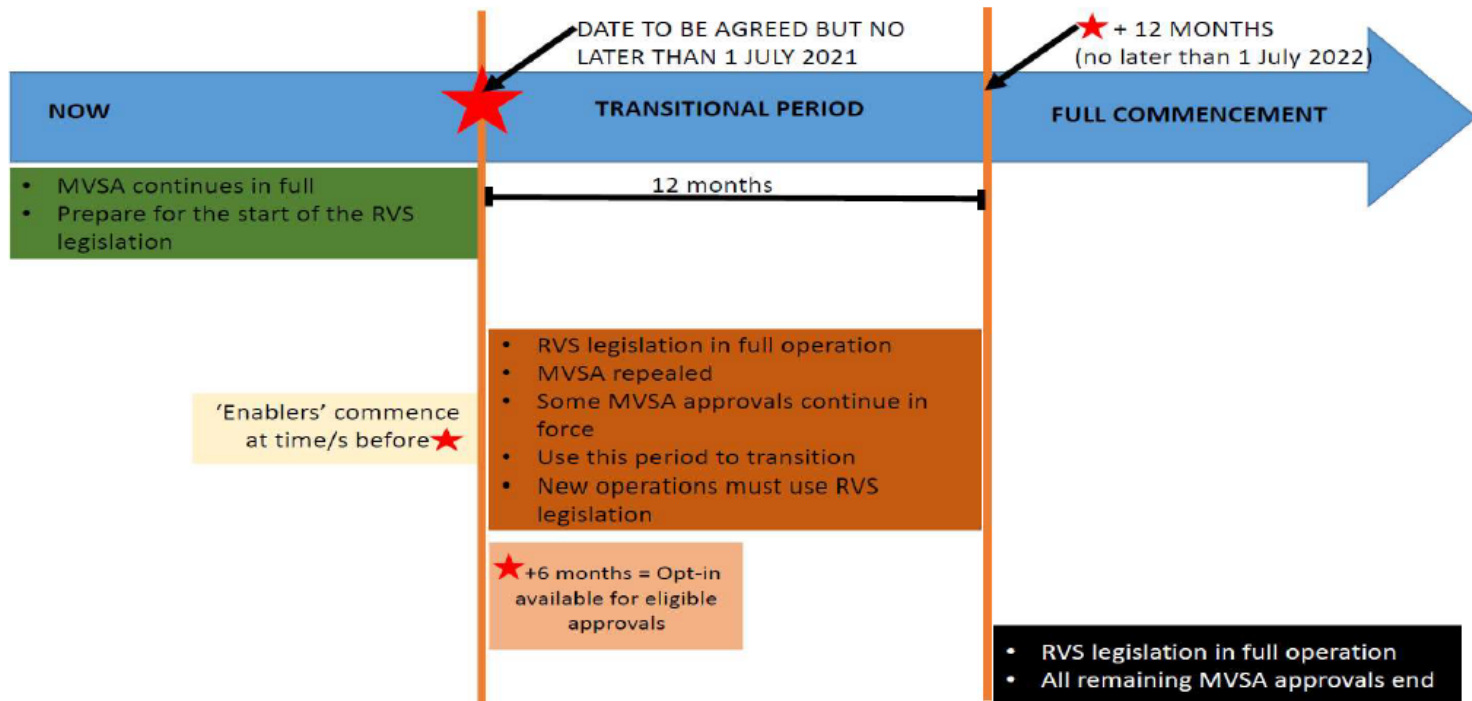 DATE TO BE AGREED BUT NO
LATER THAN 1 JULY 2021
+ 12 MONTHS
(no later than 1 July 2022)
NOW
TRANSITIONAL PERIOD
FULL COMMENCEMENT
• MVSA continues in full
• Prepare for the start of the RVS
legislation
12 months
'Enablers' commence
at time/s before
• RVS legislation in full operation
• MVSA repealed
• Some MVSA approvals continue in
force
• Use this period to transition
• New operations must use RVS
legislation
+6 months = Opt-in
available for eligible
approvals
• RVS legislation in full operation
• All remaining MVSA approvals end